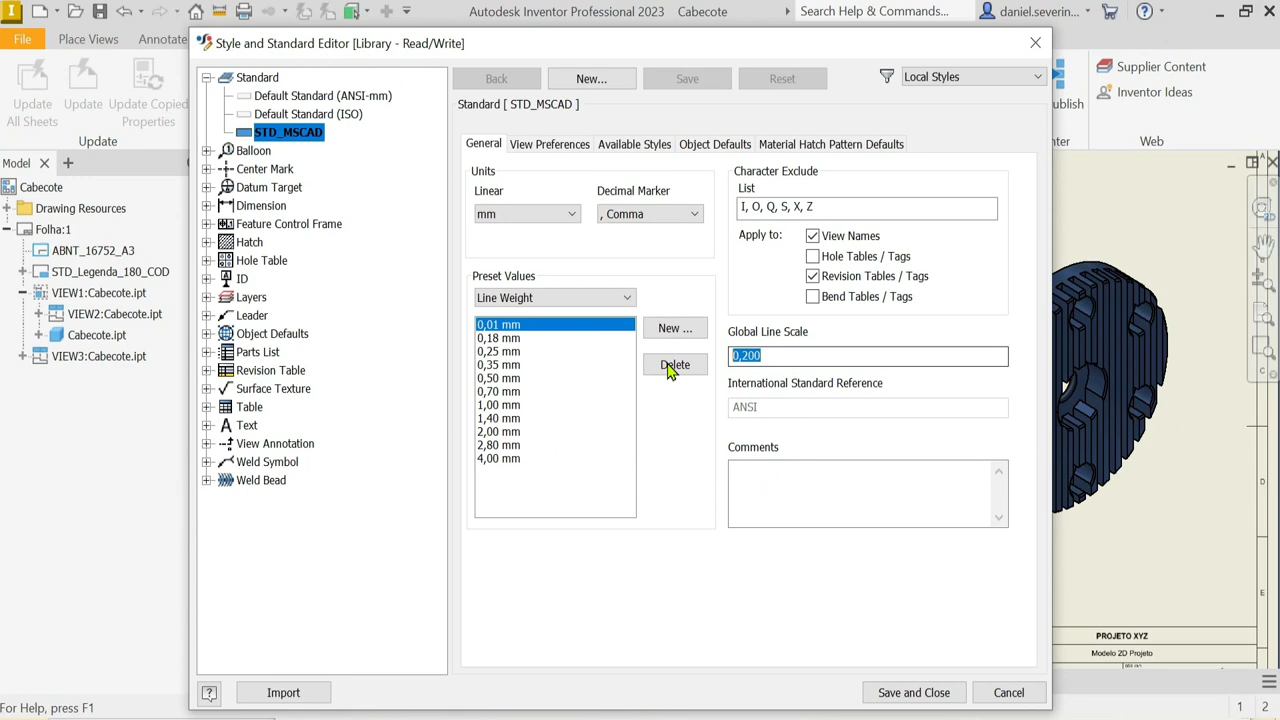 Autodesk Inventor Professional 2023 Cabecote
Search Help & Commands...
daniel.severin...
File
Place Views
Annotate
Update
All Sheets
Update
Update Copied
Properties
Update
Supplier Content
Inventor Ideas
Web
Model
Cabecote
Drawing Resources
Folha:1
ABNT_16752_A3
STD_Legenda_180_COD
VIEW1:Cabecote.ipt
VIEW2:Cabecote.ipt
Cabecote.ipt
VIEW3:Cabecote.ipt
Style and Standard Editor [Library - Read/Write]
Standard
Default Standard (ANSI-mm)
Default Standard (ISO)
STD_MSCAD
Balloon
Center Mark
Datum Target
Dimension
Feature Control Frame
Hatch
Hole Table
ID
Layers
Leader
Object Defaults
Parts List
Revision Table
Surface Texture
Table
Text
View Annotation
Weld Symbol
Weld Bead
Back
New...
Save
Reset
Local Styles
Standard [ STD_MSCAD ]
General
View Preferences
Available Styles
Object Defaults
Material Hatch Pattern Defaults
Units
Linear
mm
Decimal Marker
, Comma
Preset Values
Line Weight
0,01 mm
0,18 mm
0,25 mm
0,35 mm
0,50 mm
0,70 mm
1,00 mm
1,40 mm
2,00 mm
2,80 mm
4,00 mm
New ...
Delete
Character Exclude
List
I, O, Q, S, X, Z
Apply to:
View Names
Hole Tables / Tags
Revision Tables / Tags
Bend Tables / Tags
Global Line Scale
0,200
International Standard Reference
ANSI
Comments
Import
Save and Close
Cancel
A
C
D
E
PROJETO XYZ
Modelo 2D Projeto
For Help, press F1
1
2